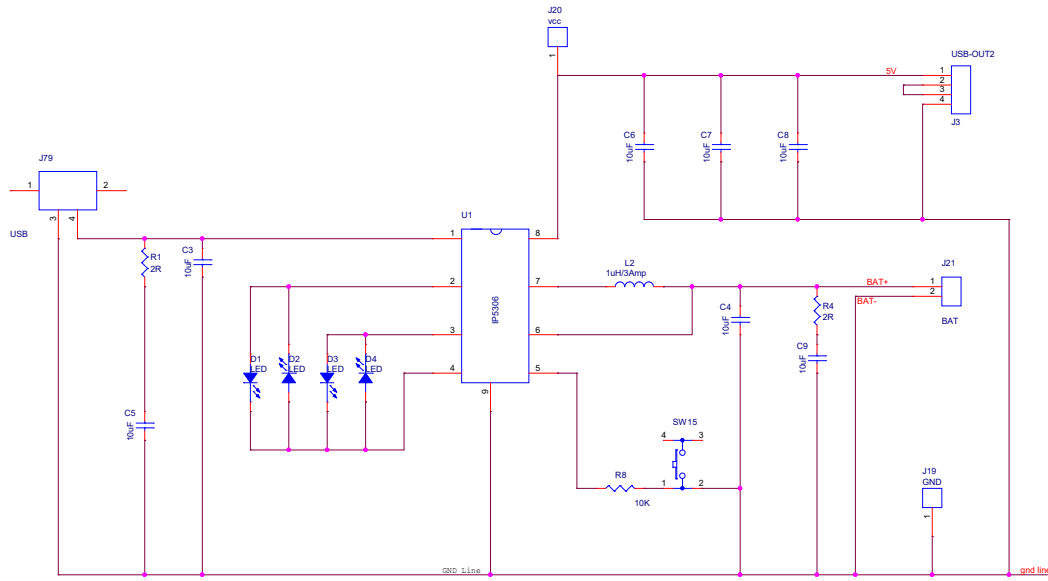 J20
vcc
1
USB-OUT2
5V
1
2
3
4
J3
C6
10uF
C7
10uF
C8
10uF
J79
1
2
3
4
USB
U1
1
8
R1
2R
C3
10uF
L2
1uH/3Amp
J21
2
7
BAT+
1
2
BAT-
IP5306
C4
10uF
R4
2R
BAT
3
6
D1
LED
D2
LED
D3
LED
D4
LED
C9
10uF
4
5
9
C5
10uF
SW15
4
3
R8
1
2
10K
J19
GND
1
GND Line
gnd line